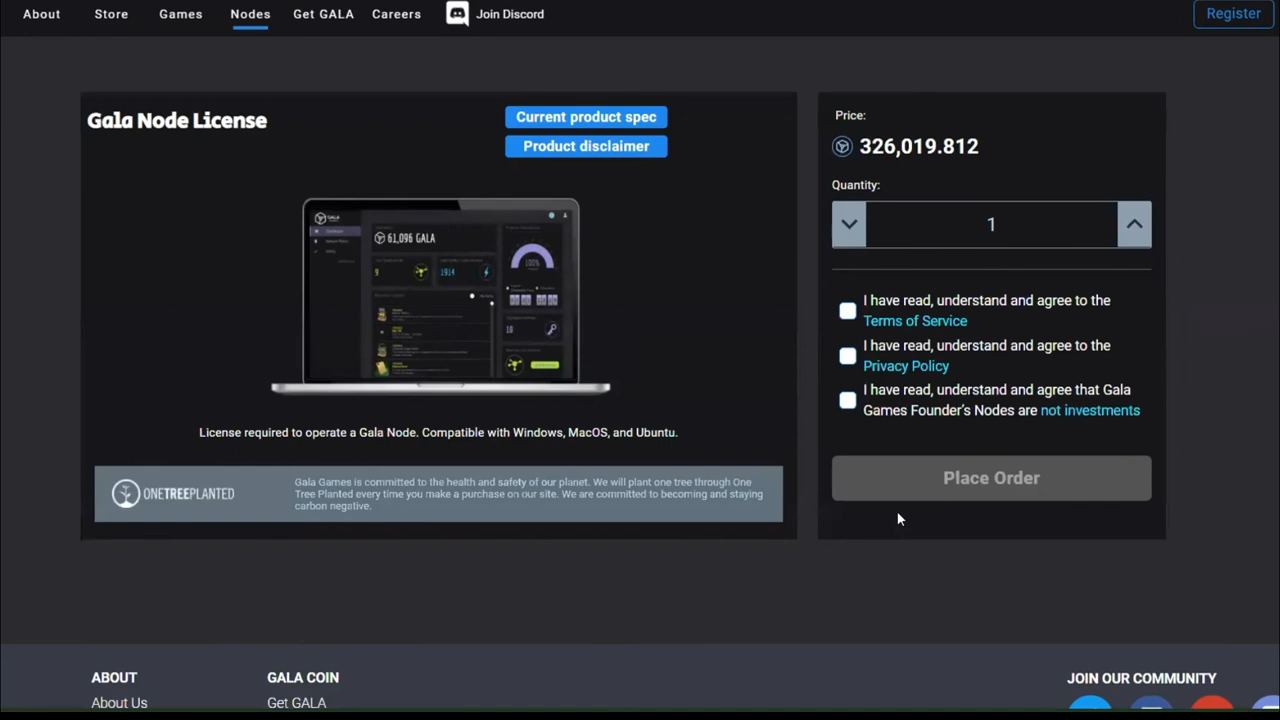 About Store Games Nodes Get GALA Careers Join Discord Register
Gala Node License
Current product spec
Product disclaimer
GALA
61,096 GALA
9
1914
100%
18
License required to operate a Gala Node. Compatible with Windows, MacOS, and Ubuntu.
ONETREEPLANTED
Gala Games is committed to the health and safety of our planet. We will plant one tree through One
Tree Planted every time you make a purchase on our site. We are committed to becoming and staying
carbon negative.
Price:
326,019.812
Quantity:
1
I have read, understand and agree to the
Terms of Service
I have read, understand and agree to the
Privacy Policy
I have read, understand and agree that Gala
Games Founder's Nodes are not investments
Place Order
ABOUT
About Us
GALA COIN
Get GALA
JOIN OUR COMMUNITY